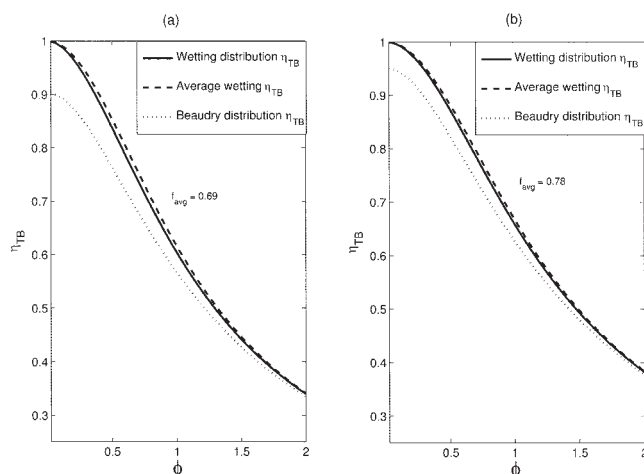 (a)
1
0.9
0.8
0.7
0.6
0.5
0.4
0.3
η_TB
0.5
1
1.5
2
ϕ
Wetting distribution η_TB
Average wetting η_TB
Beaudry distribution η_TB
f_avg = 0.69
(b)
1
0.9
0.8
0.7
0.6
0.5
0.4
0.3
η_TB
0.5
1
1.5
2
ϕ
Wetting distribution η_TB
Average wetting η_TB
Beaudry distribution η_TB
f_avg = 0.78